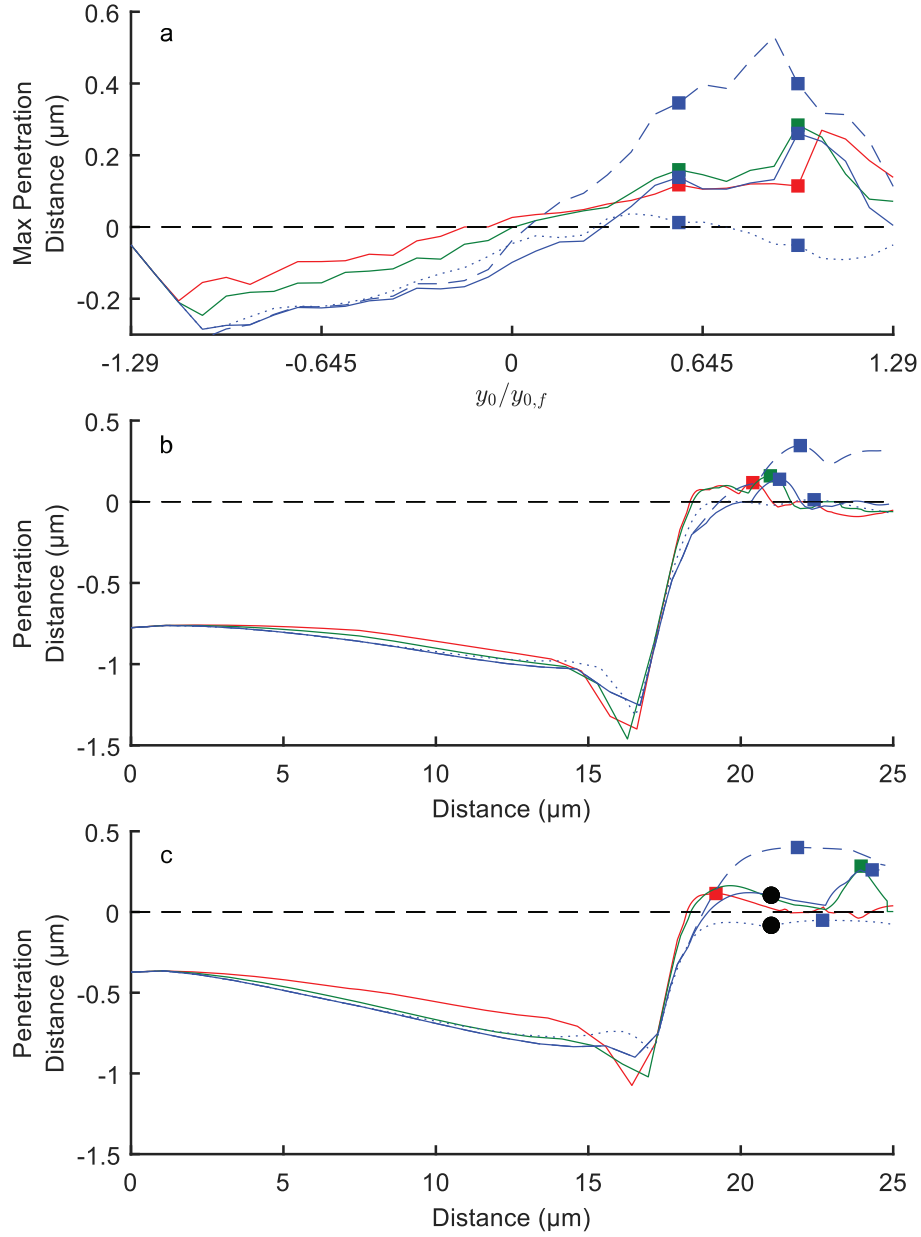 a
0.6
0.4
0.2
0
-0.2
Max Penetration
Distance (µm)
-1.29
-0.645
0
0.645
1.29
y0/y0,f
b
0.5
0
-0.5
-1
-1.5
Penetration
Distance (µm)
0
5
10
15
20
25
Distance (µm)
c
0.5
0
-0.5
-1
-1.5
Penetration
Distance (µm)
0
5
10
15
20
25
Distance (µm)